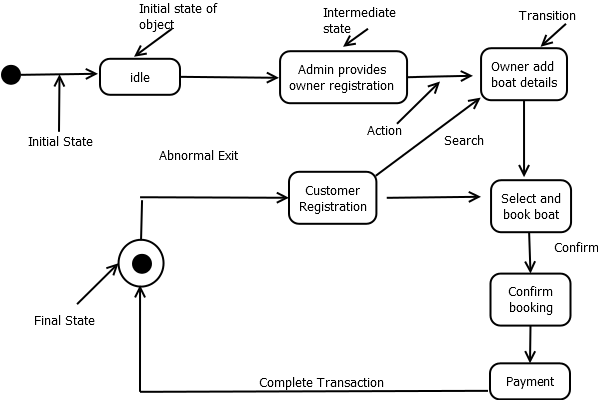 Initial state of
object
Intermediate
state
Transition
idle
Admin provides
owner registration
Owner add
boat details
Initial State
Action
Search
Abnormal Exit
Customer
Registration
Select and
book boat
Confirm
Final State
Confirm
booking
Complete Transaction
Payment